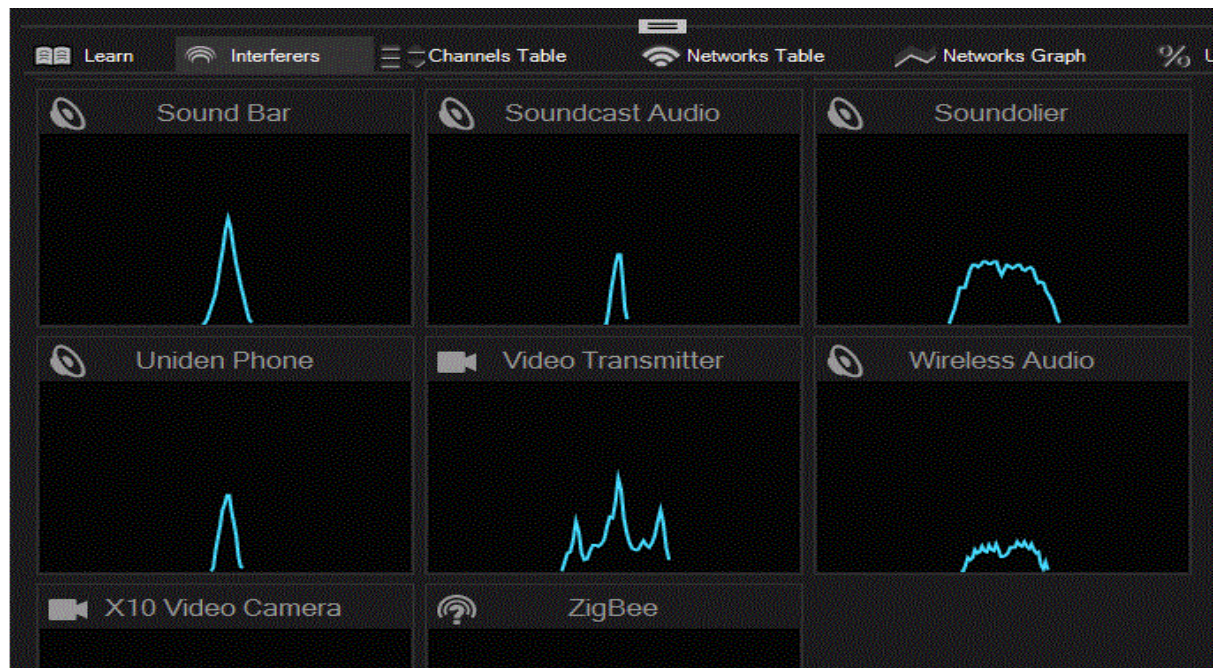 Learn Interferers Channels Table Networks Table Networks Graph %
Sound Bar Soundcast Audio Soundolier
Uniden Phone Video Transmitter Wireless Audio
X10 Video Camera ZigBee